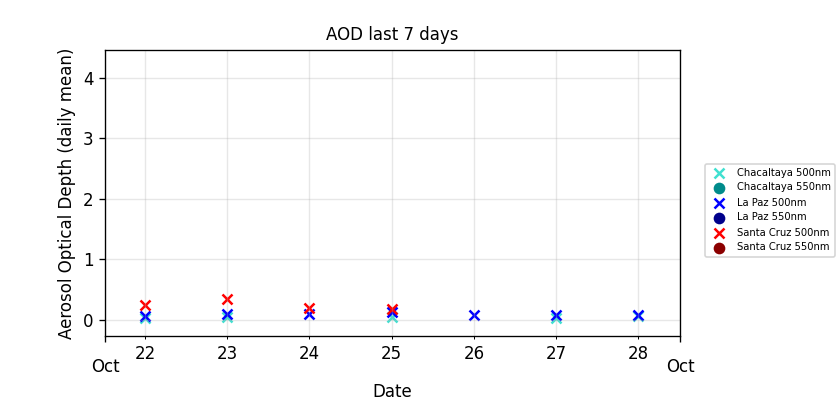 AOD last 7 days
Aerosol Optical Depth (daily mean)
4
3
2
1
0
22 23 24 25 26 27 28
Oct Oct
Date
Chacaltaya 500nm
Chacaltaya 550nm
La Paz 500nm
La Paz 550nm
Santa Cruz 500nm
Santa Cruz 550nm